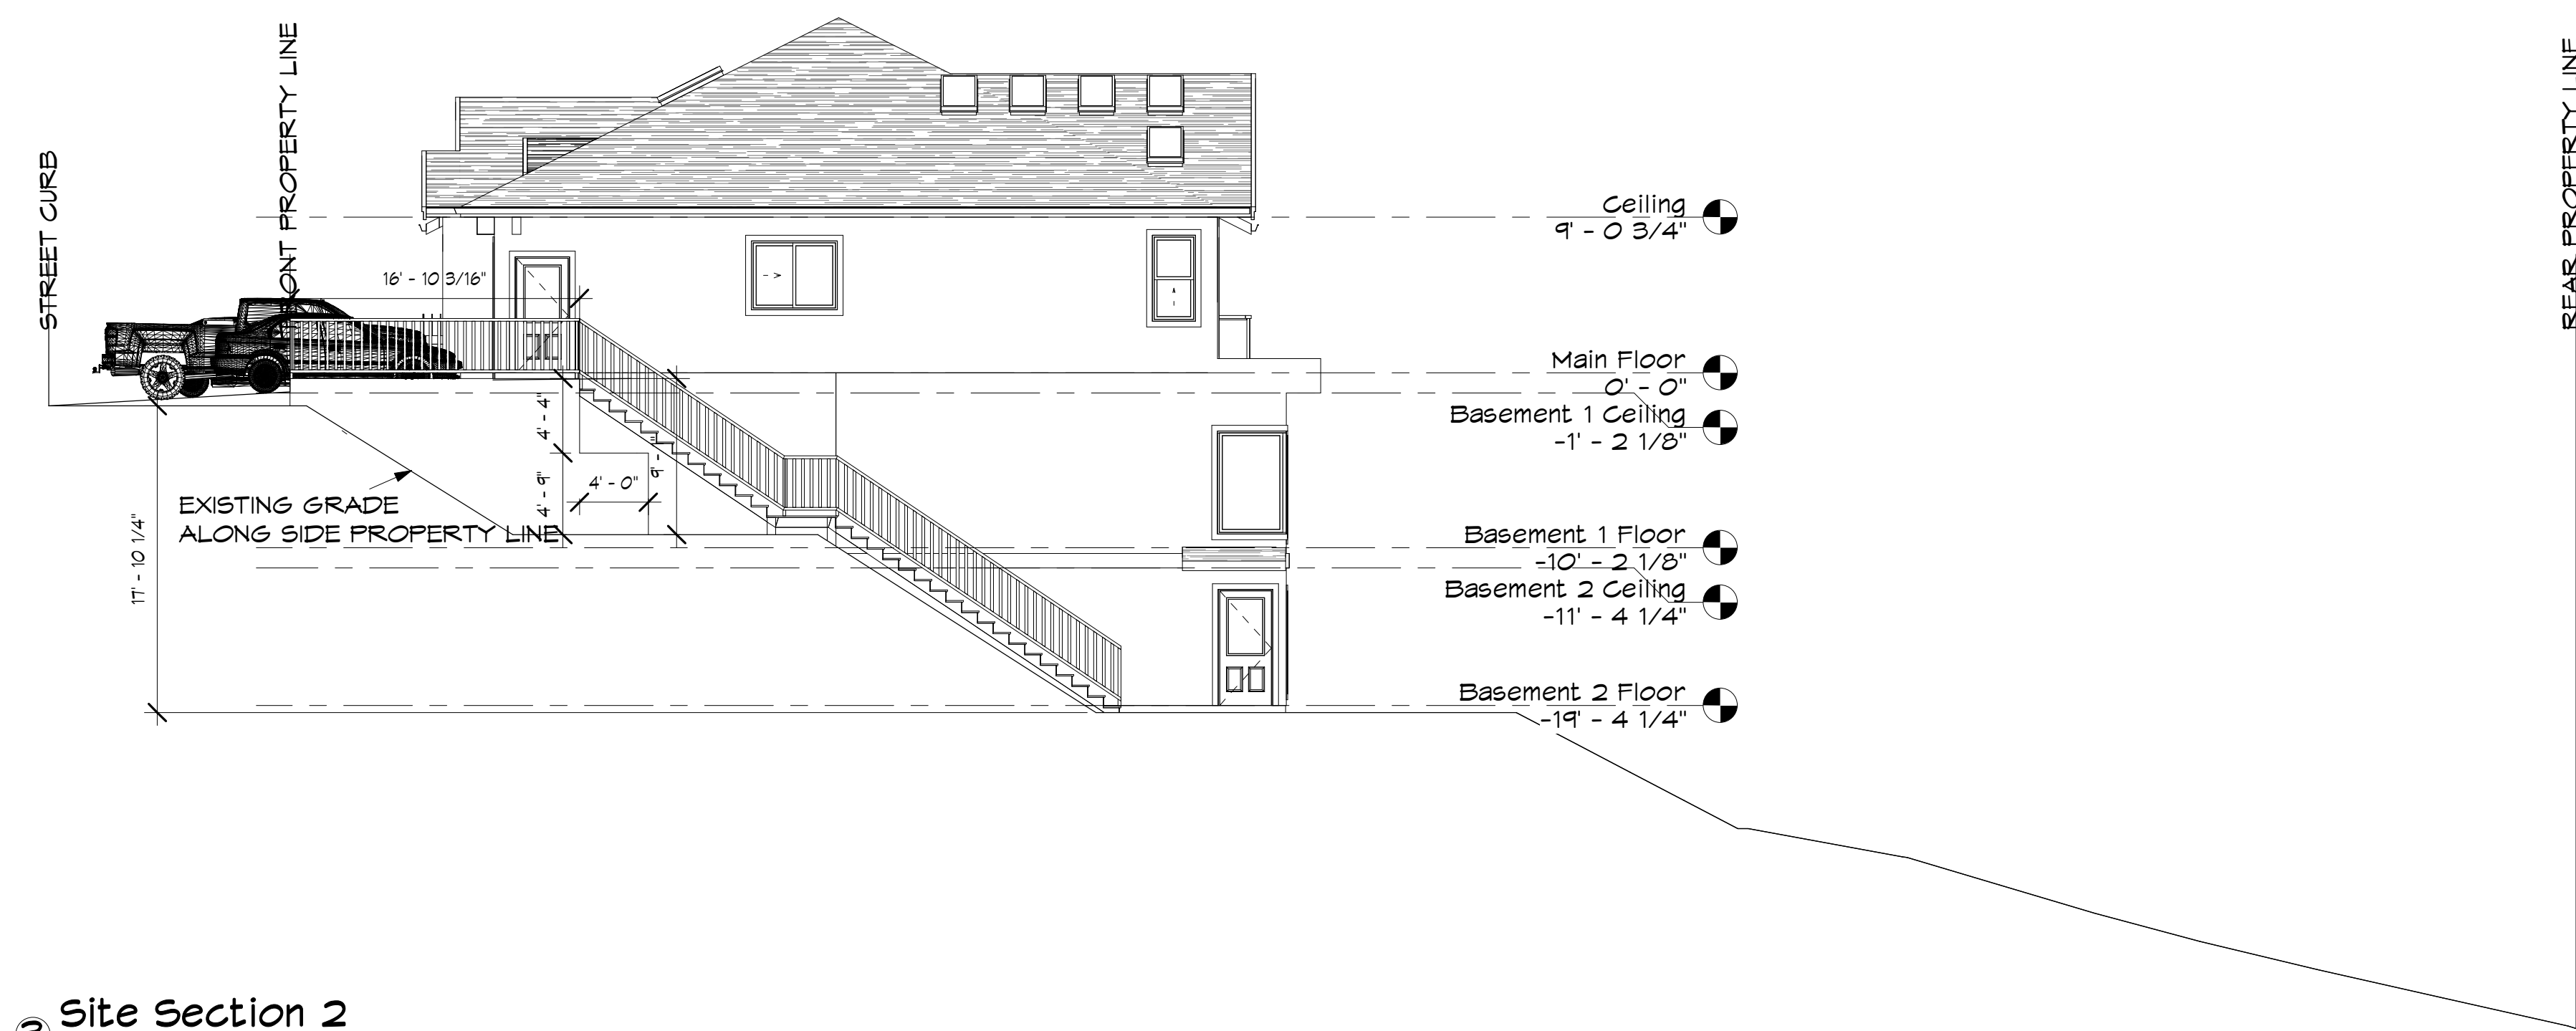 STREET CURB
FRONT PROPERTY LINE
REAR PROPERTY LINE
16' - 10 3/16"
Ceiling
9' - 0 3/4"
Main Floor
0' - 0"
Basement 1 Ceiling
-1' - 2 1/8"
4' - 4"
9' -
4' - 0"
4' - 9"
EXISTING GRADE
ALONG SIDE PROPERTY LINE
17' - 10 1/4"
Basement 1 Floor
-10' - 2 1/8"
Basement 2 Ceiling
-11' - 4 1/4"
Basement 2 Floor
-19' - 4 1/4"
Site Section 2